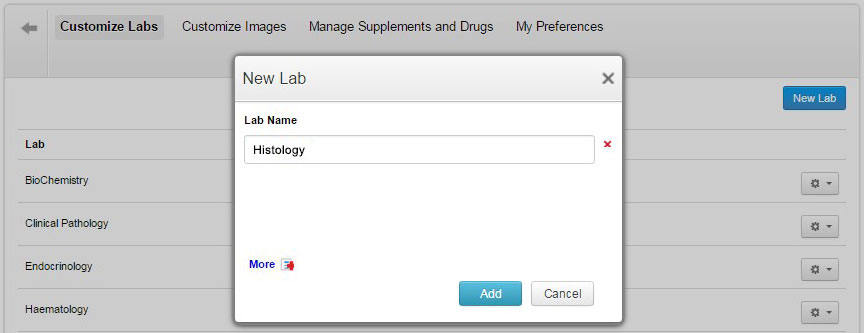 Customize Labs Customize Images Manage Supplements and Drugs My Preferences
New Lab
New Lab
Lab Name
Lab
Histology
BioChemistry
Clinical Pathology
More
Endocrinology
Add Cancel
Haematology